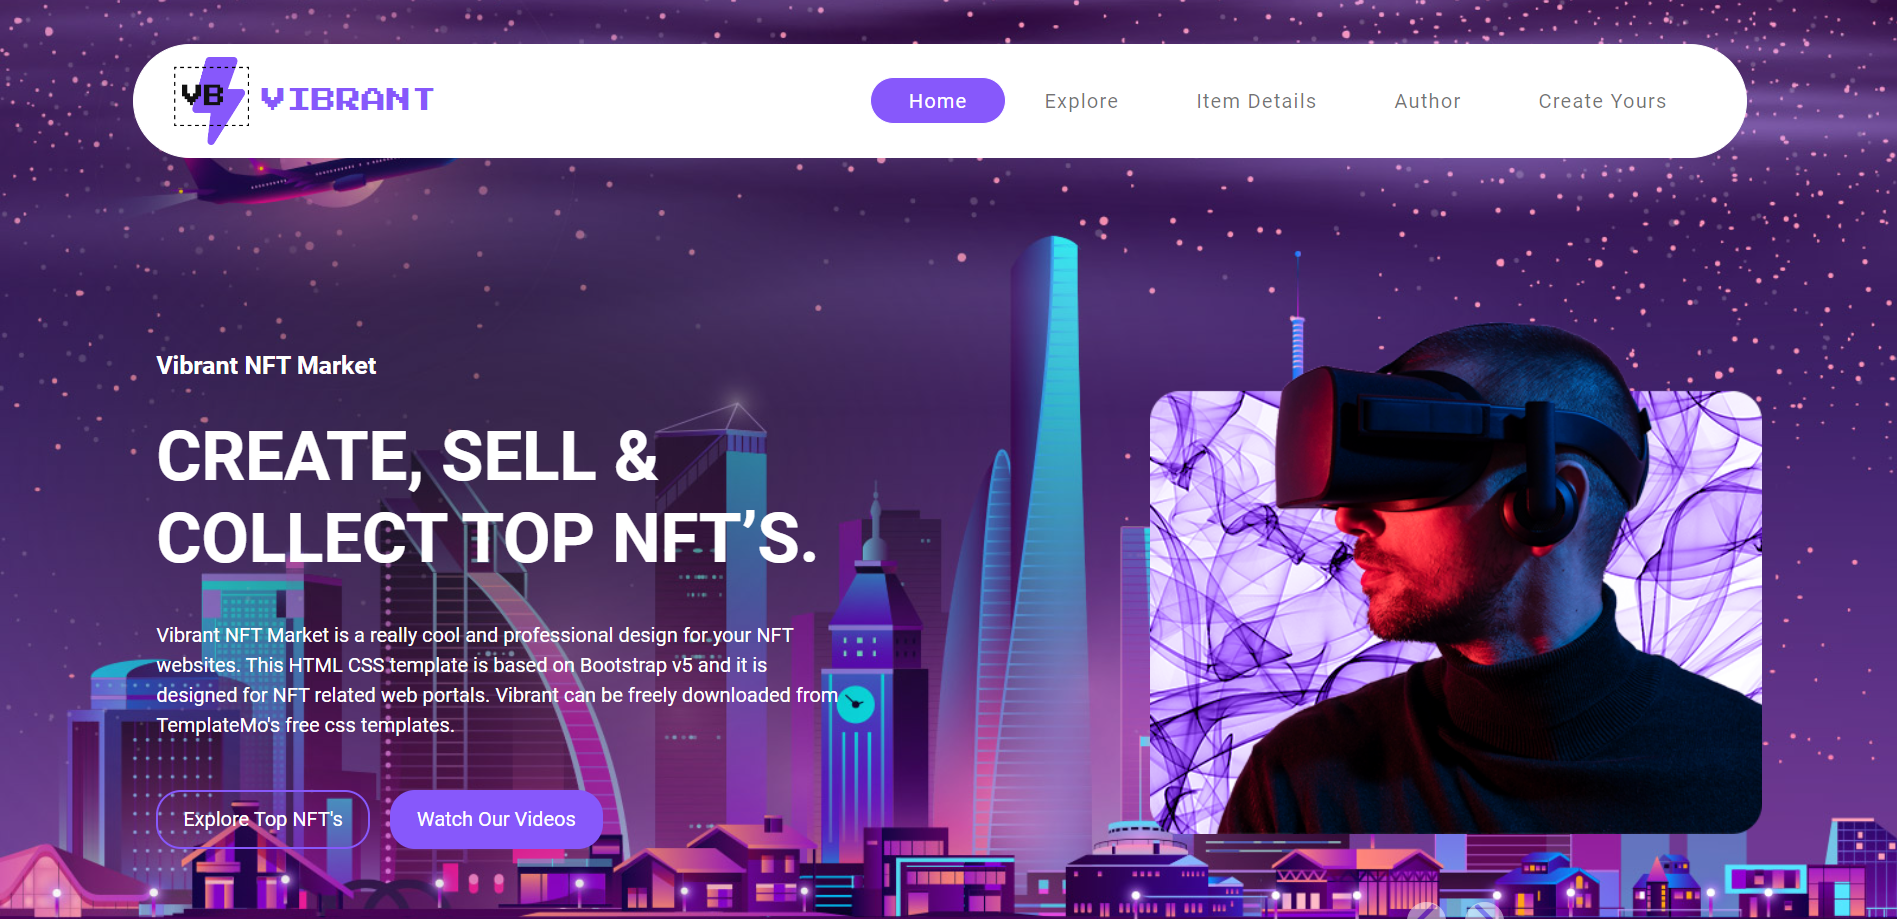 VB VIBRANT
Home Explore Item Details Author Create Yours
Vibrant NFT Market
CREATE, SELL &
COLLECT TOP NFT’S.
Vibrant NFT Market is a really cool and professional design for your NFT
websites. This HTML CSS template is based on Bootstrap v5 and it is
designed for NFT related web portals. Vibrant can be freely downloaded from
TemplateMo's free css templates.
Explore Top NFT's Watch Our Videos